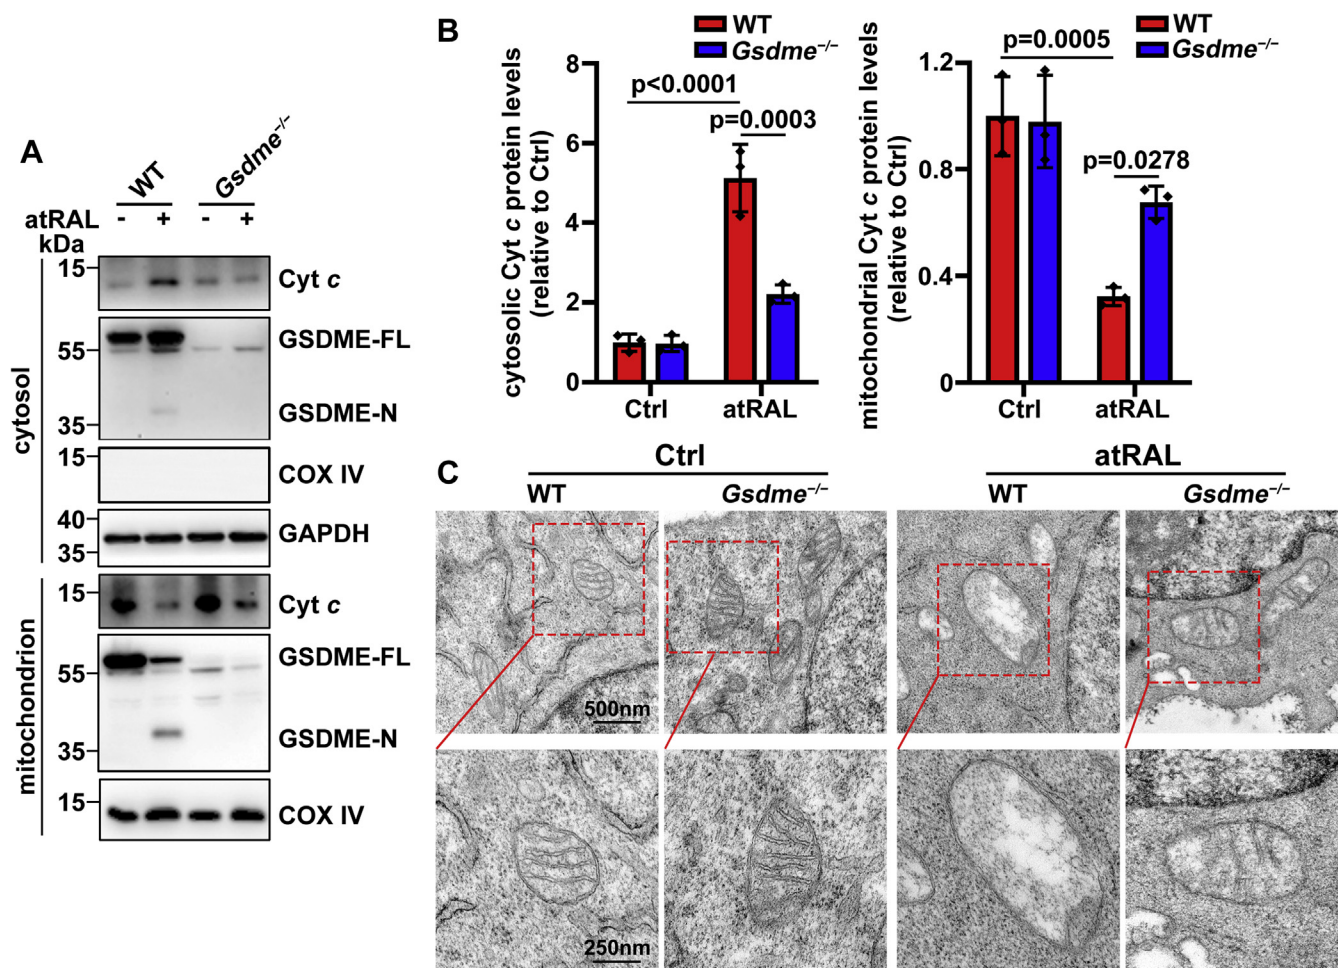 A
WT
Gsdme⁻/⁻
atRAL - + - +
kDa
cytosol
15
Cyt c
GSDME-FL
55
GSDME-N
35
15
COX IV
40
GAPDH
35
mitochondrion
15
Cyt c
GSDME-FL
55
GSDME-N
35
15
COX IV
B
WT
Gsdme⁻/⁻
cytosolic Cyt c protein levels
(relative to Ctrl)
8
6
4
2
0
p<0.0001
p=0.0003
Ctrl
atRAL
WT
Gsdme⁻/⁻
mitochondrial Cyt c protein levels
(relative to Ctrl)
1.2
0.8
0.4
0
p=0.0005
p=0.0278
Ctrl
atRAL
C
Ctrl
atRAL
WT
Gsdme⁻/⁻
WT
Gsdme⁻/⁻
500nm
250nm